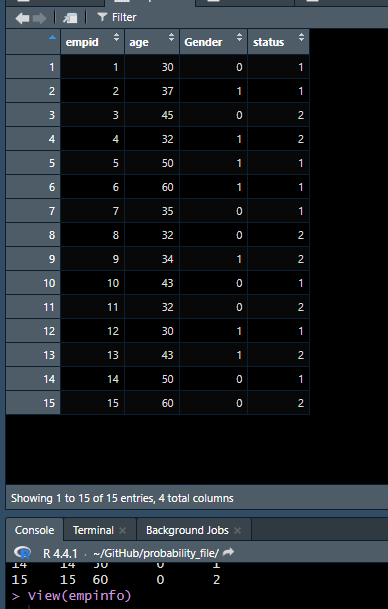 Filter
empid age Gender status
1 1 30 0 1
2 2 37 1 1
3 3 45 0 2
4 4 32 1 2
5 5 50 1 1
6 6 60 1 1
7 7 35 0 1
8 8 32 0 2
9 9 34 1 2
10 10 43 0 1
11 11 32 0 2
12 12 30 1 1
13 13 43 1 2
14 14 50 0 1
15 15 60 0 2
Showing 1 to 15 of 15 entries, 4 total columns
Console Terminal × Background Jobs ×
R R 4.4.1 · ~/GitHub/probability_file/
14 14 50 0 1
15 15 60 0 2
> View(empinfo)